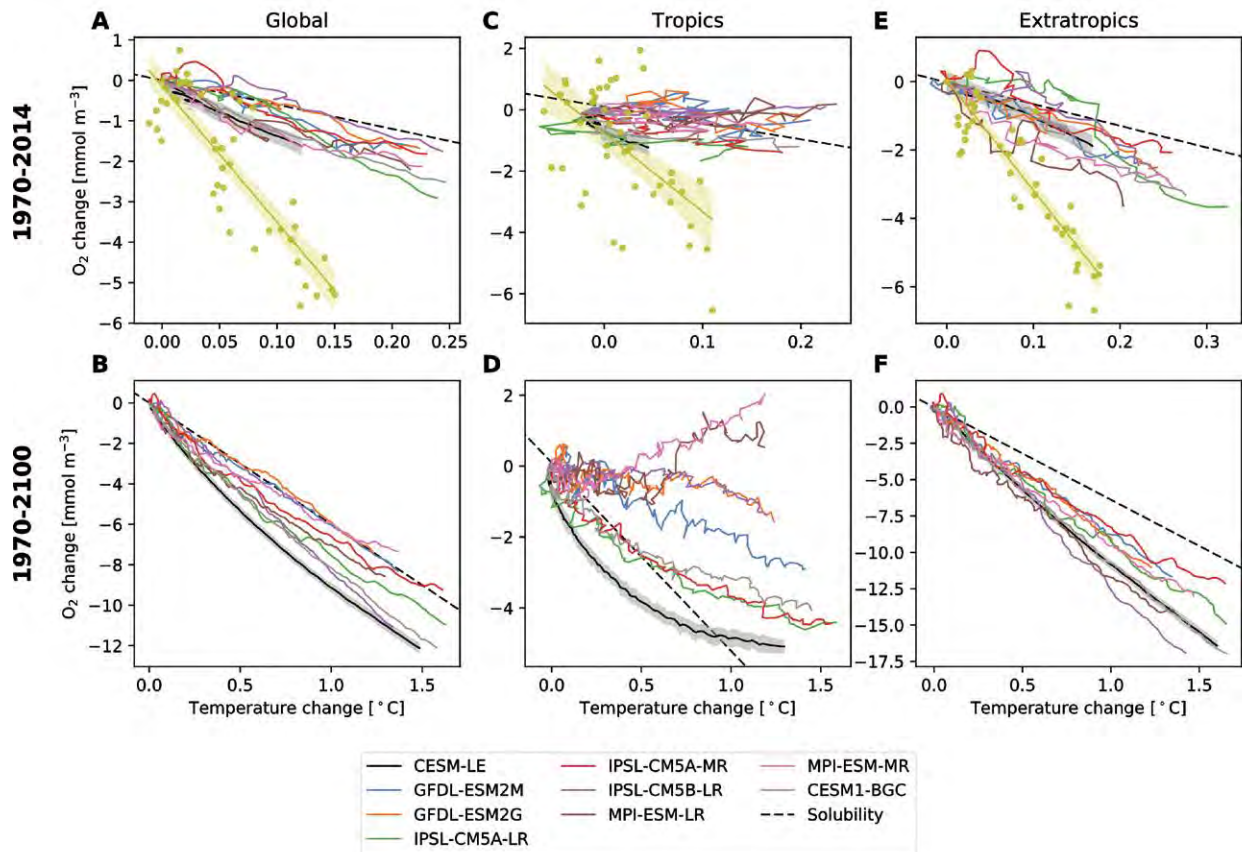 A Global
C Tropics
E Extratropics
1970-2014
O₂ change [mmol m⁻³]
1
0
−1
−2
−3
−4
−5
−6
0.00 0.05 0.10 0.15 0.20 0.25
2
0
−2
−4
−6
0.0 0.1 0.2
0
−2
−4
−6
0.0 0.1 0.2 0.3
B
D
F
1970-2100
O₂ change [mmol m⁻³]
0
−2
−4
−6
−8
−10
−12
0.0 0.5 1.0 1.5
Temperature change [°C]
2
0
−2
−4
0.0 0.5 1.0 1.5
Temperature change [°C]
0.0
−2.5
−5.0
−7.5
−10.0
−12.5
−15.0
−17.5
0.0 0.5 1.0 1.5
Temperature change [°C]
CESM-LE
GFDL-ESM2M
GFDL-ESM2G
IPSL-CM5A-LR
IPSL-CM5A-MR
IPSL-CM5B-LR
MPI-ESM-LR
MPI-ESM-MR
CESM1-BGC
Solubility